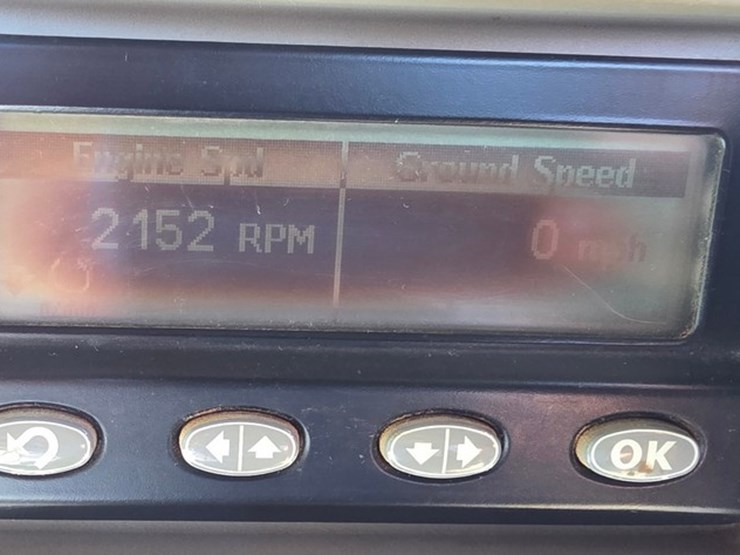 Engine Spd
Ground Speed
2152 RPM
0 mph
OK